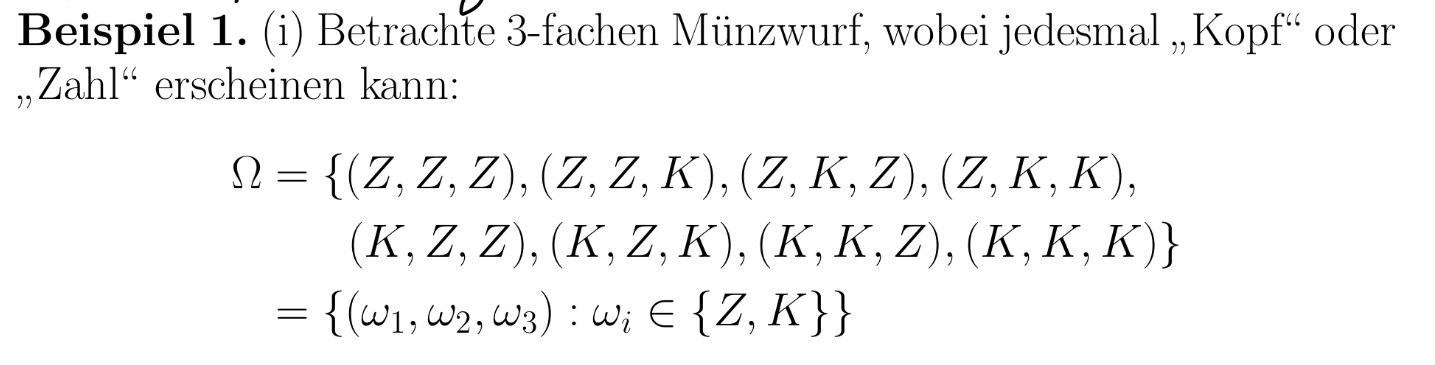 Beispiel 1. (i) Betrachte 3-fachen Münzwurf, wobei jedesmal „Kopf“ oder
„Zahl“ erscheinen kann:
Ω = {(Z, Z, Z), (Z, Z, K), (Z, K, Z), (Z, K, K),
(K, Z, Z), (K, Z, K), (K, K, Z), (K, K, K)}
= {(ω₁, ω₂, ω₃) : ωᵢ ∈ {Z, K}}